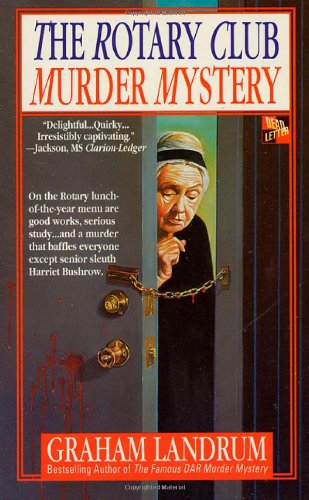 THE ROTARY CLUB
MURDER MYSTERY
"Delightful...Quirky...
Irresistibly captivating."
—Jackson, MS Clarion-Ledger
DEAD
LETTER
On the Rotary lunch-
of-the-year menu are
good works, serious
study...and a murder
that baffles everyone
except senior sleuth
Harriet Bushrow.
GRAHAM LANDRUM
Bestselling Author of The Famous DAR Murder Mystery